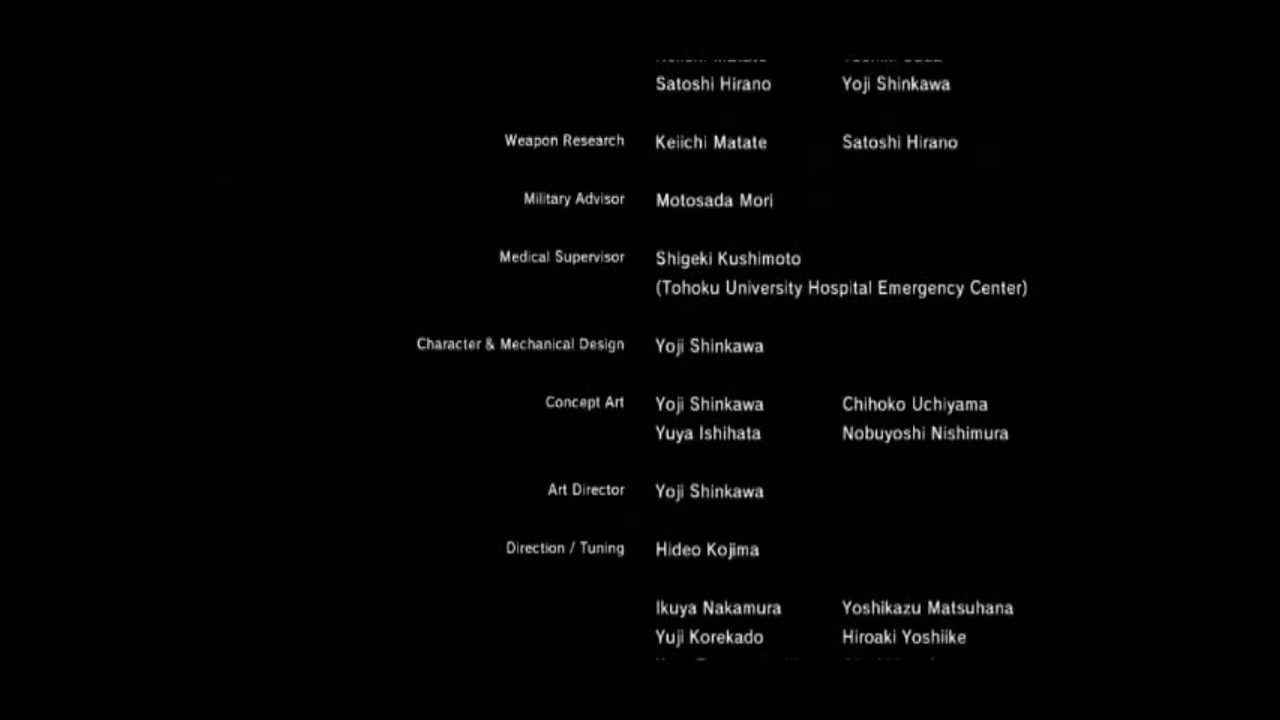 Satoshi Hirano Yoji Shinkawa
Weapon Research Keiichi Matate Satoshi Hirano
Military Advisor Motosada Mori
Medical Supervisor Shigeki Kushimoto
(Tohoku University Hospital Emergency Center)
Character & Mechanical Design Yoji Shinkawa
Concept Art Yoji Shinkawa Chihoko Uchiyama
Yuya Ishihata Nobuyoshi Nishimura
Art Director Yoji Shinkawa
Direction / Tuning Hideo Kojima
Ikuya Nakamura Yoshikazu Matsuhana
Yuji Korekado Hiroaki Yoshiike